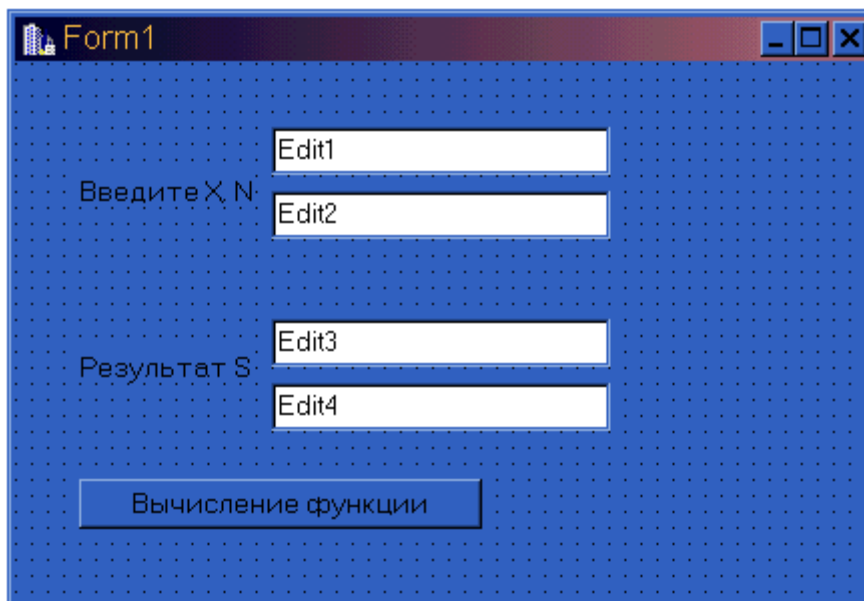 Form1
Edit1
Введите X, N
Edit2
Edit3
Результат S
Edit4
Вычисление функции